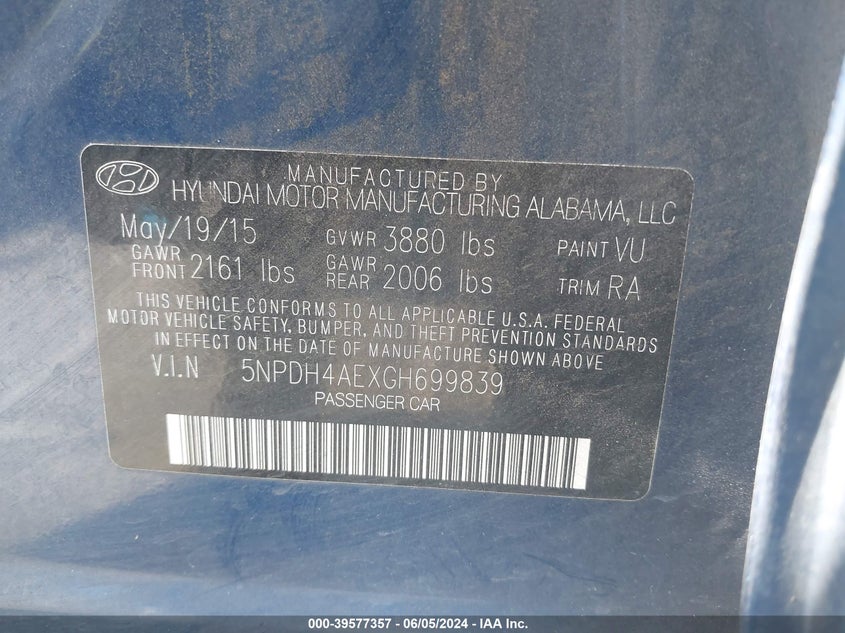 MANUFACTURED BY
HYUNDAI MOTOR MANUFACTURING ALABAMA, LLC
May/19/15 GVWR 3880 lbs PAINT VU
GAWR FRONT 2161 lbs GAWR REAR 2006 lbs TRIM RA
THIS VEHICLE CONFORMS TO ALL APPLICABLE U.S.A. FEDERAL
MOTOR VEHICLE SAFETY, BUMPER, AND THEFT PREVENTION STANDARDS
IN EFFECT ON THE DATE OF MANUFACTURE SHOWN ABOVE
V.I.N 5NPDH4AEXGH699839
PASSENGER CAR
000-39577357 - 06/05/2024 - IAA Inc.